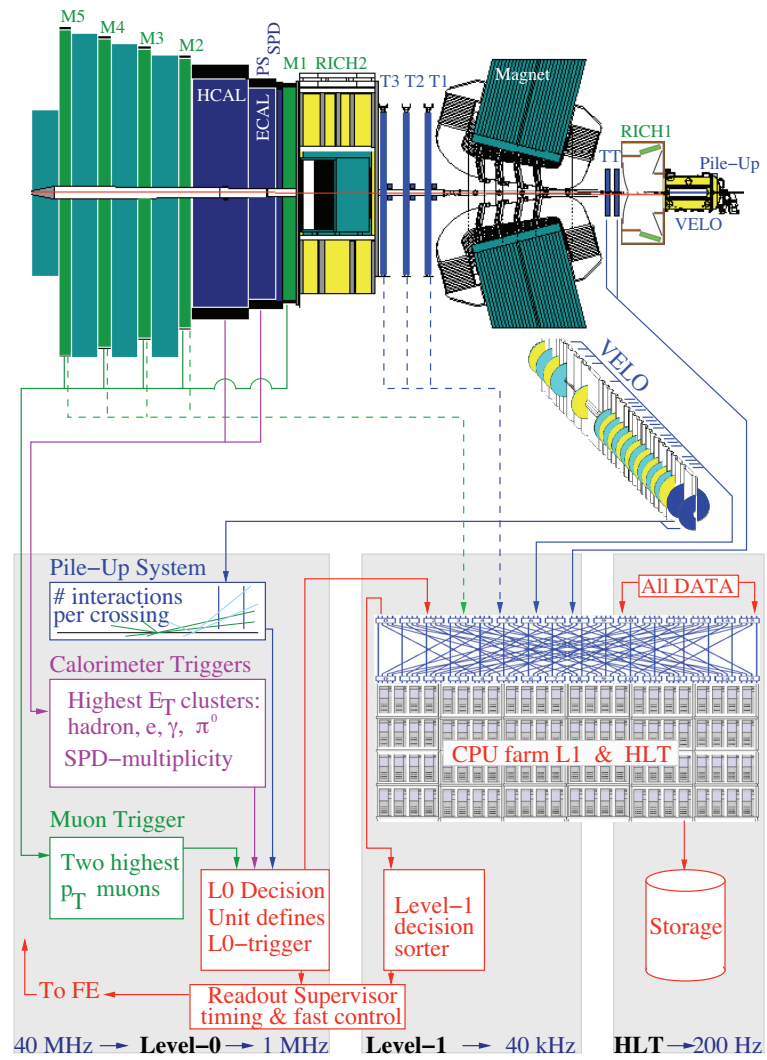 M5
M4
M3
M2
HCAL
PS
SPD
ECAL
M1
RICH2
T3
T2
T1
Magnet
TT
RICH1
Pile–Up
VELO
VELO
Pile–Up System
# interactions
per crossing
Calorimeter Triggers
Highest ET clusters:
hadron, e, γ, π0
SPD–multiplicity
Muon Trigger
Two highest
pT muons
L0 Decision
Unit defines
L0–trigger
All DATA
CPU farm L1 & HLT
Level–1
decision
sorter
Storage
To FE
Readout Supervisor
timing & fast control
40 MHz → Level–0 → 1 MHz
Level–1 → 40 kHz
HLT → 200 Hz